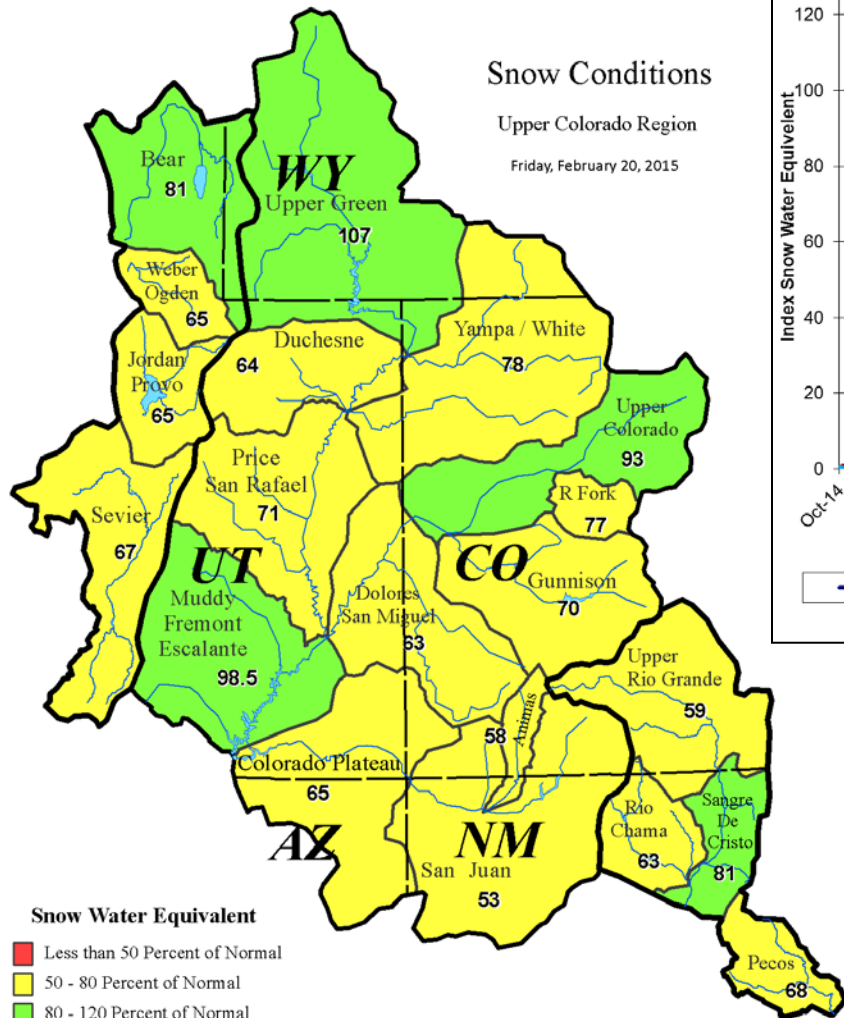 Snow Conditions
Upper Colorado Region
Friday, February 20, 2015
Bear
81
WY
Upper Green
107
Weber
Ogden
65
Duchesne
64
Yampa / White
78
Jordan
Provo
65
Upper
Colorado
93
Price
San Rafael
71
R Fork
77
Sevier
67
UT
CO
Gunnison
70
Muddy
Fremont
Escalante
98.5
Dolores
San Miguel
63
Upper
Rio Grande
59
Animas
58
Colorado Plateau
65
AZ
NM
San Juan
53
Rio
Chama
63
Sangre
De
Cristo
81
Pecos
68
Snow Water Equivalent
Less than 50 Percent of Normal
50 - 80 Percent of Normal
80 - 120 Percent of Normal
Index Snow Water Equivelent
120
100
80
60
40
20
0
Oct-14